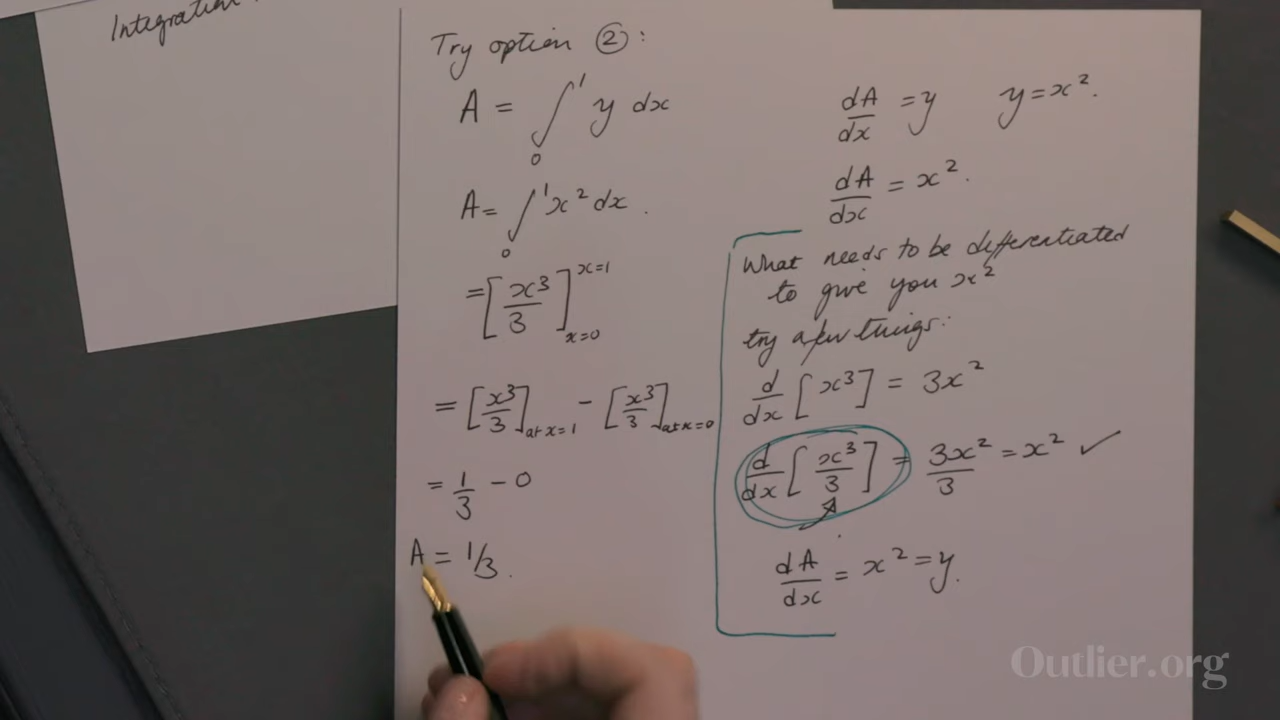 Integration
Try option ②:
A = ∫₀¹ y dx
A = ∫₀¹ x² dx.
= [x³/3]ˣ⁼¹ₓ₌₀
= [x³/3]at x=1 - [x³/3]at x=0
= 1/3 - 0
A = 1/3.
dA/dx = y y = x².
dA/dx = x².
What needs to be differentiated
to give you x²
try a few things:
d/dx [x³] = 3x²
d/dx [x³/3] = 3x²/3 = x² ✓
dA/dx = x² = y.
Outlier.org